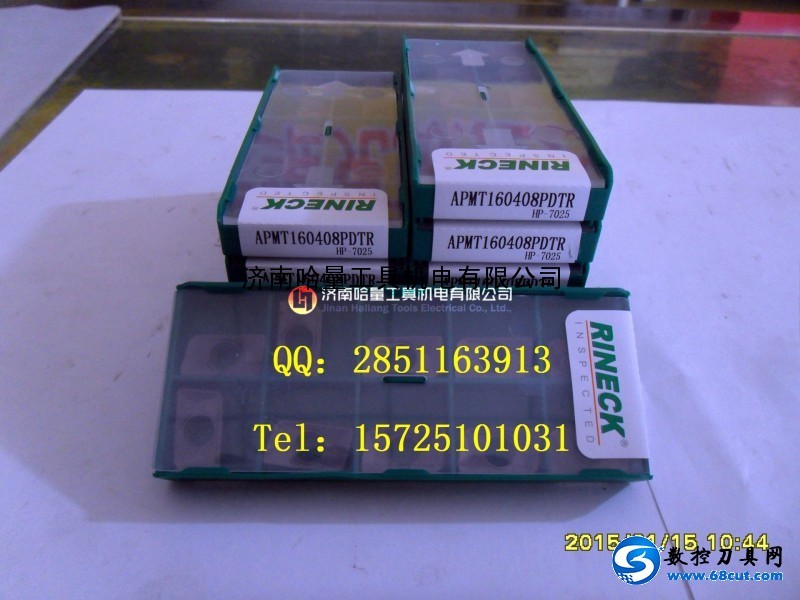 RINECK®
INSPECTED
APMT160408PDTR
HP-7025
RINECK
INSPECTED
APMT160408PDTR
HP-7025
APMT160408PDTR
HP-7025
济南哈量工具机电有限公司
济南哈量工具机电有限公司
Jinan Haliang Tools Electrical Co., Ltd.
RINECK®
INSPECTED
QQ：2851163913
Tel：15725101031
2015/01/15 10:44
数控刀具网
www.68cut.com